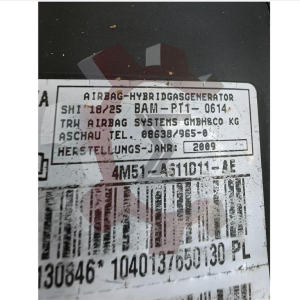 AIRBAG-HYBRIDGASGENERATOR
SHI 18/25 BAM-PT1-0614
TRW AIRBAG SYSTEMS GMBH&CO KG
ASCHAU TEL. 08638/965-0
HERSTELLUNGS-JAHR: 2009
4M51-A611D11-AE
130846* 1040137650130 PL